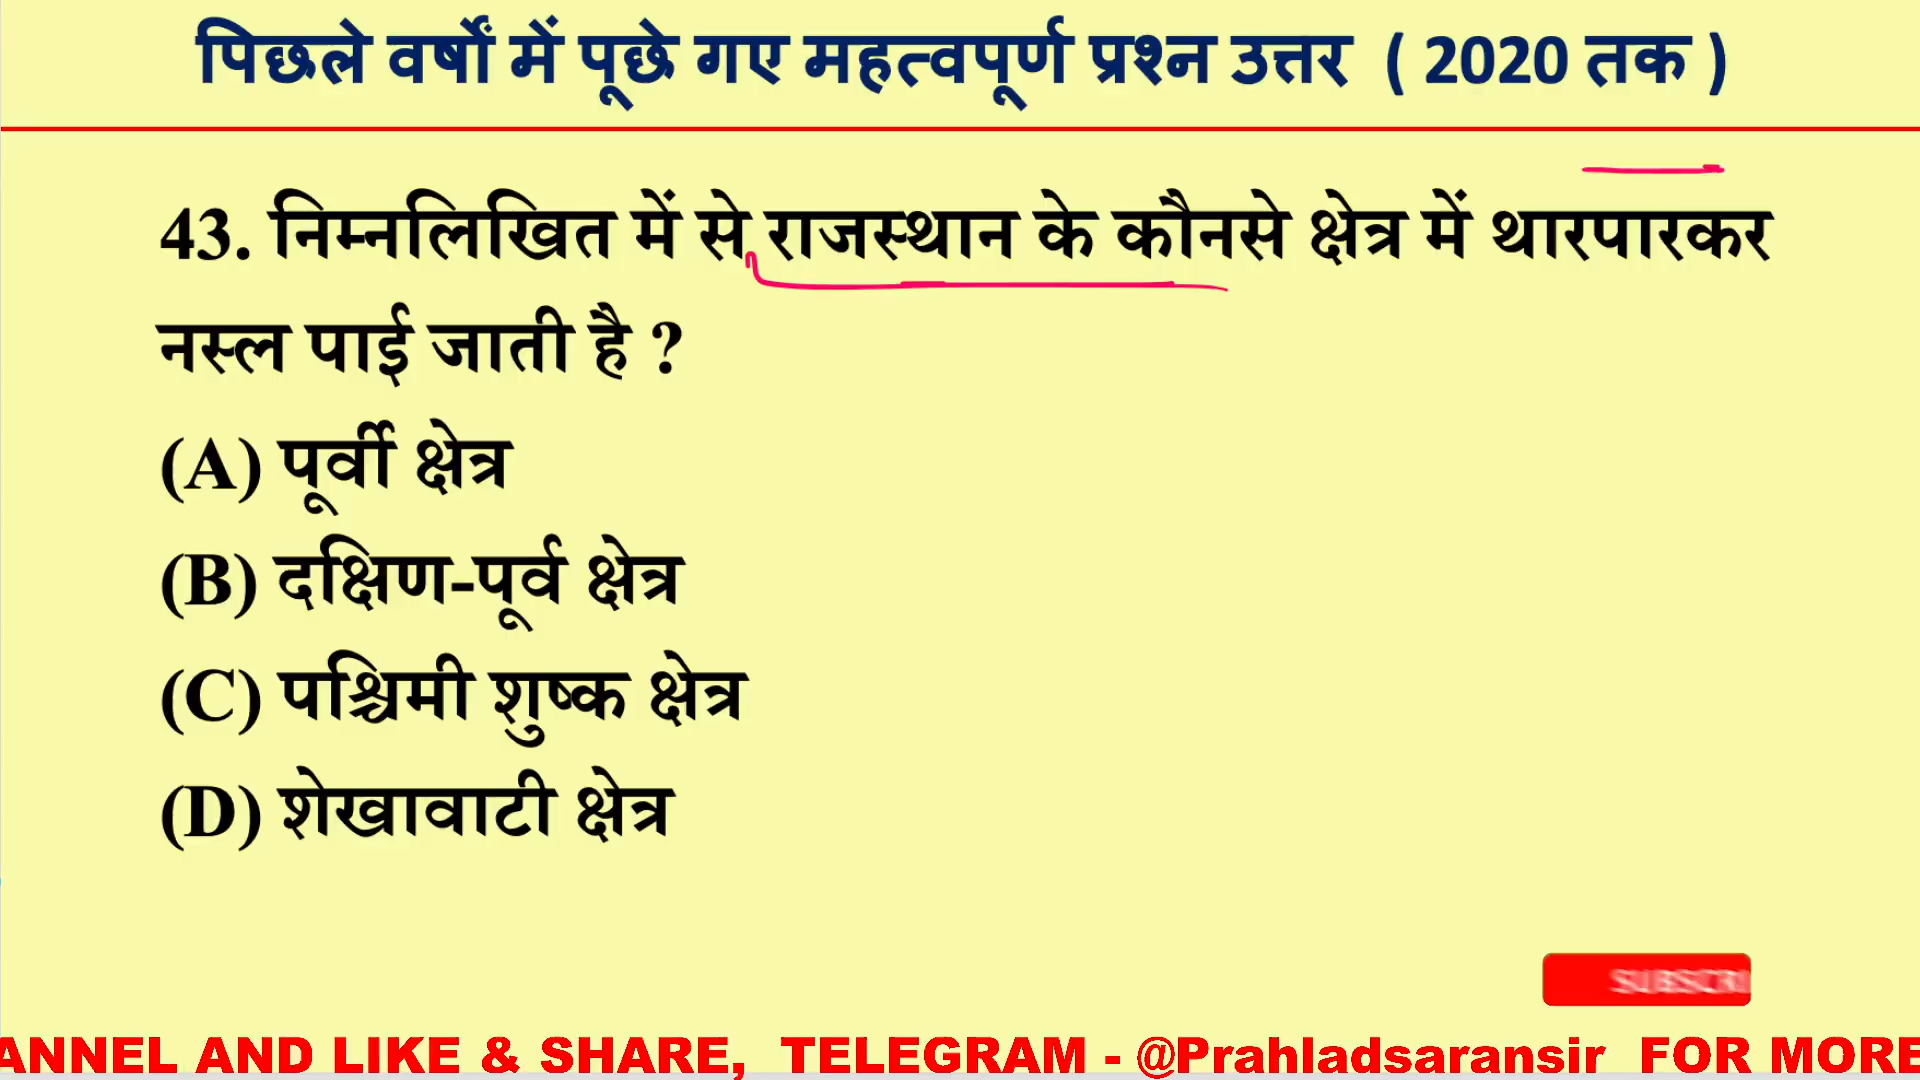 पिछले वर्षों में पूछे गए महत्वपूर्ण प्रश्न उत्तर ( 2020 तक )
43. निम्नलिखित में से राजस्थान के कौनसे क्षेत्र में थारपारकर
नस्ल पाई जाती है ?
(A) पूर्वी क्षेत्र
(B) दक्षिण-पूर्व क्षेत्र
(C) पश्चिमी शुष्क क्षेत्र
(D) शेखावाटी क्षेत्र
SUBSCRI
ANNEL AND LIKE & SHARE, TELEGRAM - @Prahladsaransir FOR MORE